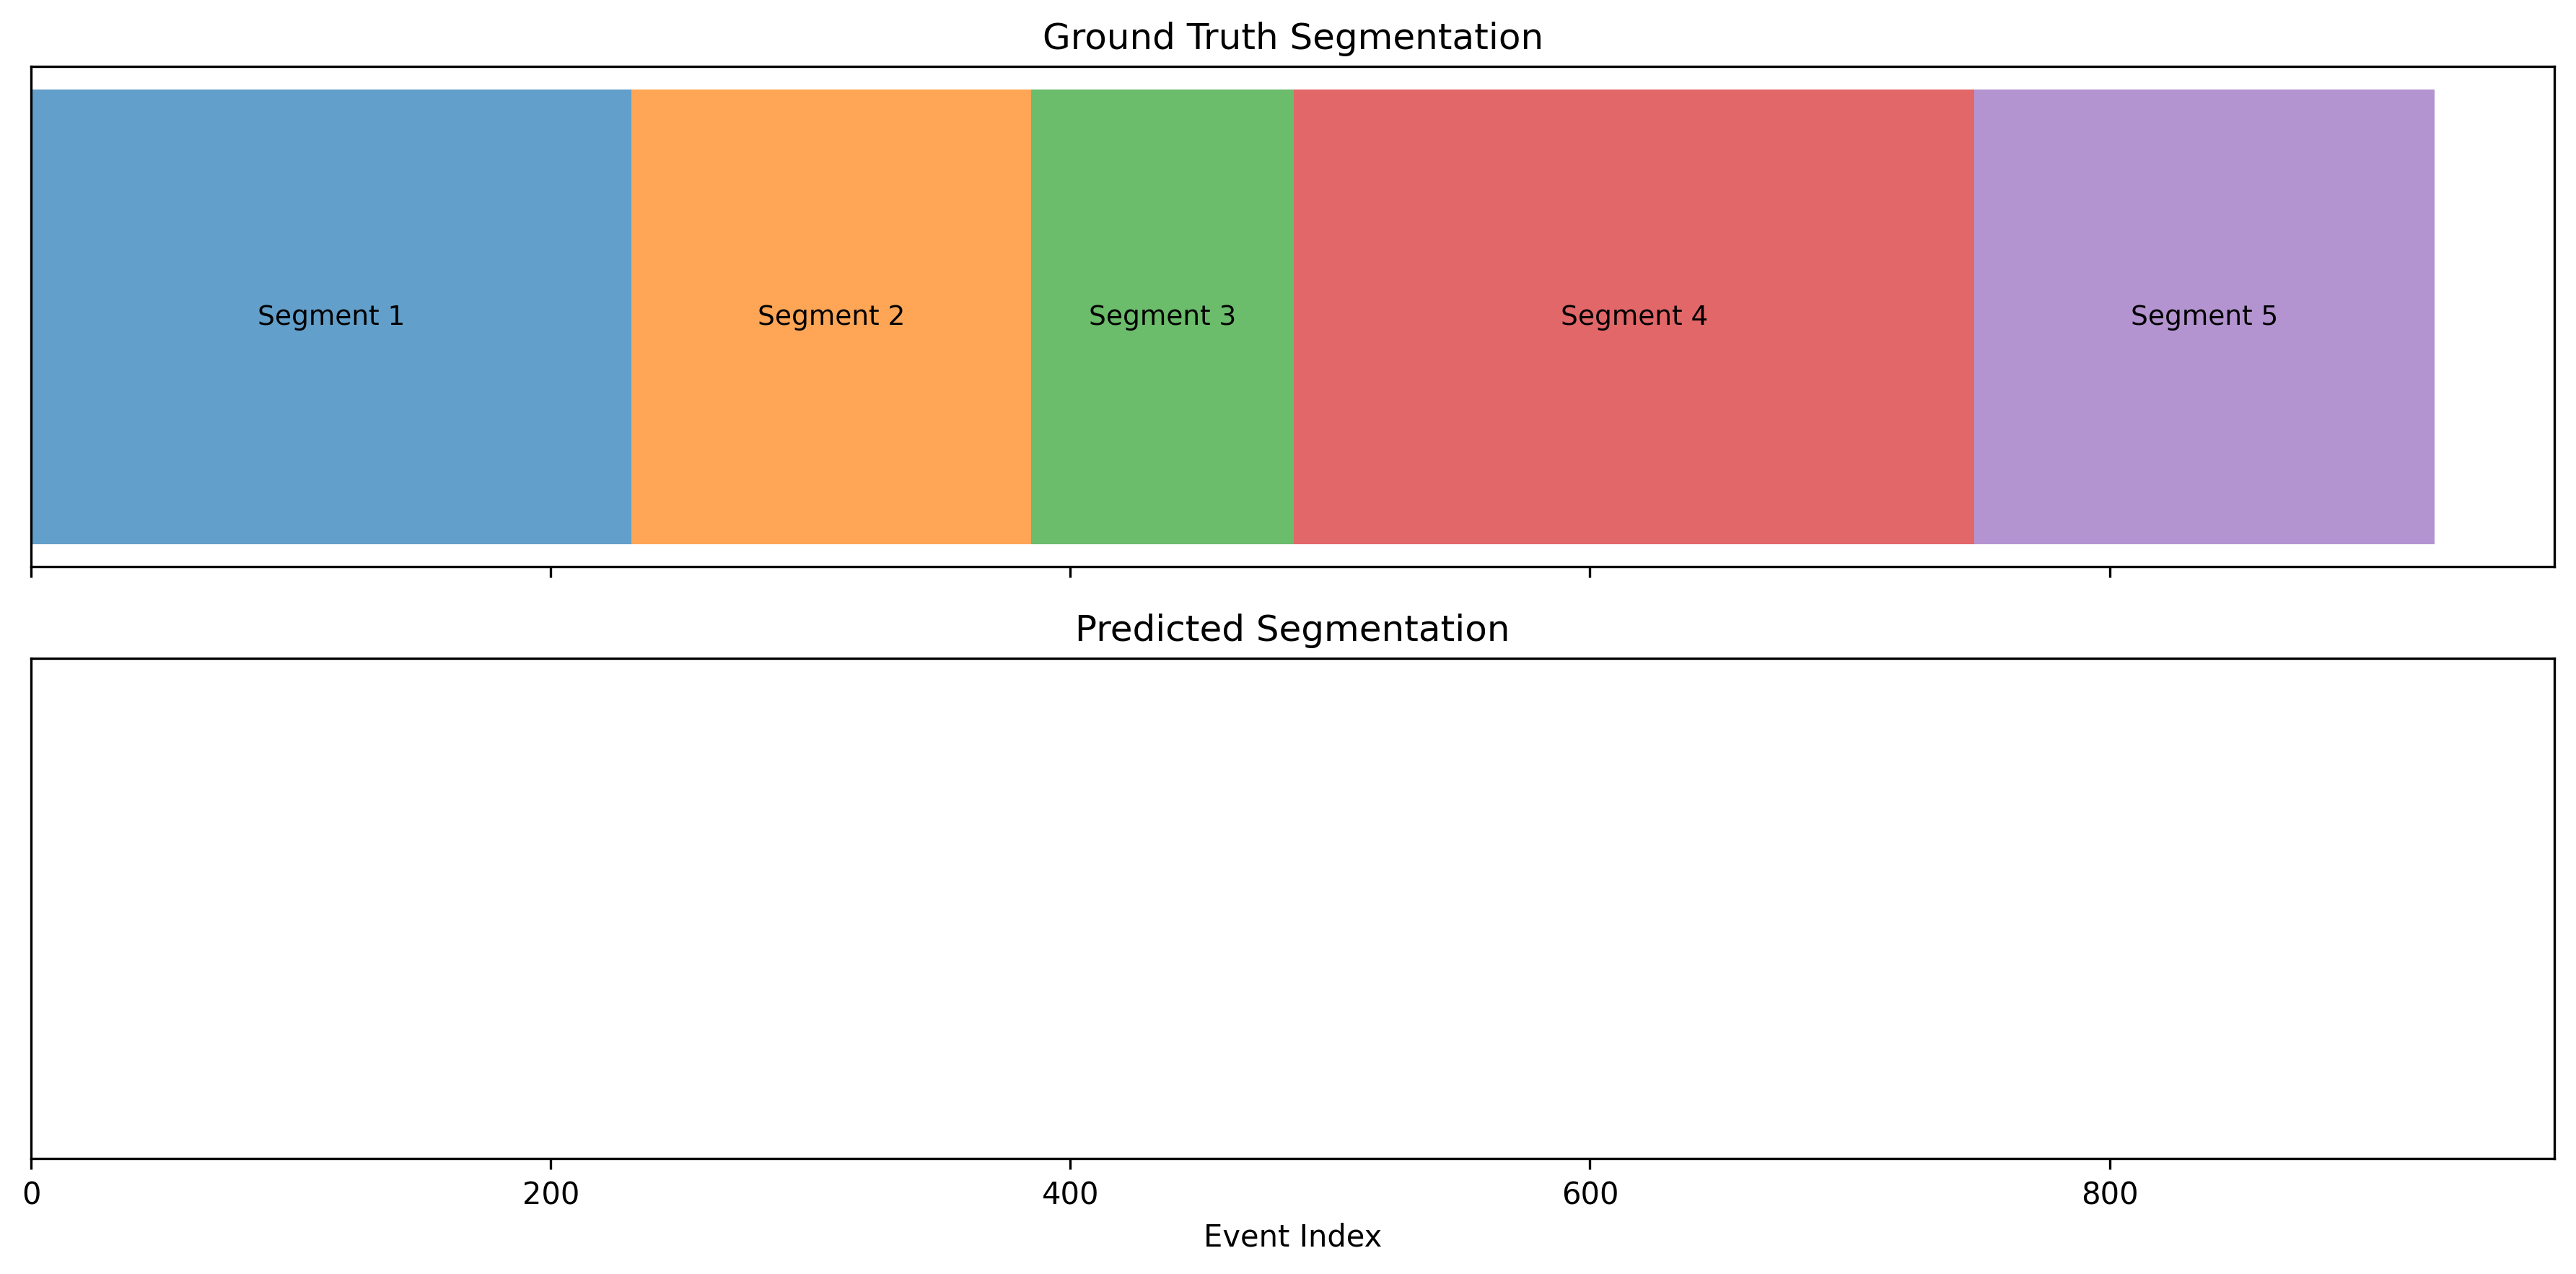 Ground Truth Segmentation
Segment 1 Segment 2 Segment 3 Segment 4 Segment 5
Predicted Segmentation
0 200 400 600 800
Event Index